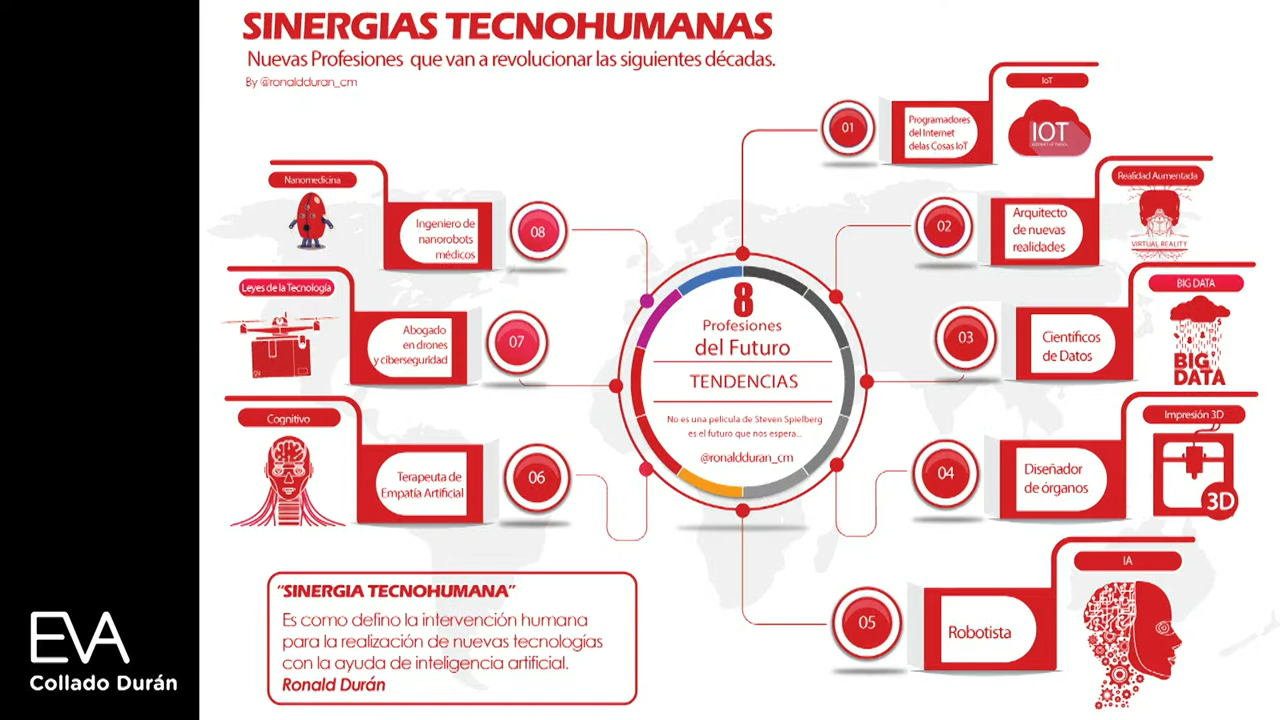 SINERGIAS TECNOHUMANAS
Nuevas Profesiones que van a revolucionar las siguientes décadas.
By @ronaldduran_cm
IoT
01
Programadores
del Internet
delas Cosas IoT
IOT
Realidad Aumentada
02
Arquitecto
de nuevas
realidades
VIRTUAL REALITY
BIG DATA
03
Científicos
de Datos
BIG
DATA
Impresión 3D
04
Diseñador
de órganos
3D
IA
05
Robotista
Cognitivo
Terapeuta de
Empatía Artificial
06
Leyes de la Tecnología
Abogado
en drones
y ciberseguridad
07
Nanomedicina
Ingeniero de
nanorobots
médicos
08
8
Profesiones
del Futuro
TENDENCIAS
No es una película de Steven Spielberg
es el futuro que nos espera...
@ronaldduran_cm
"SINERGIA TECNOHUMANA"
Es como defino la intervención humana
para la realización de nuevas tecnologías
con la ayuda de inteligencia artificial.
Ronald Durán
EVA
Collado Durán